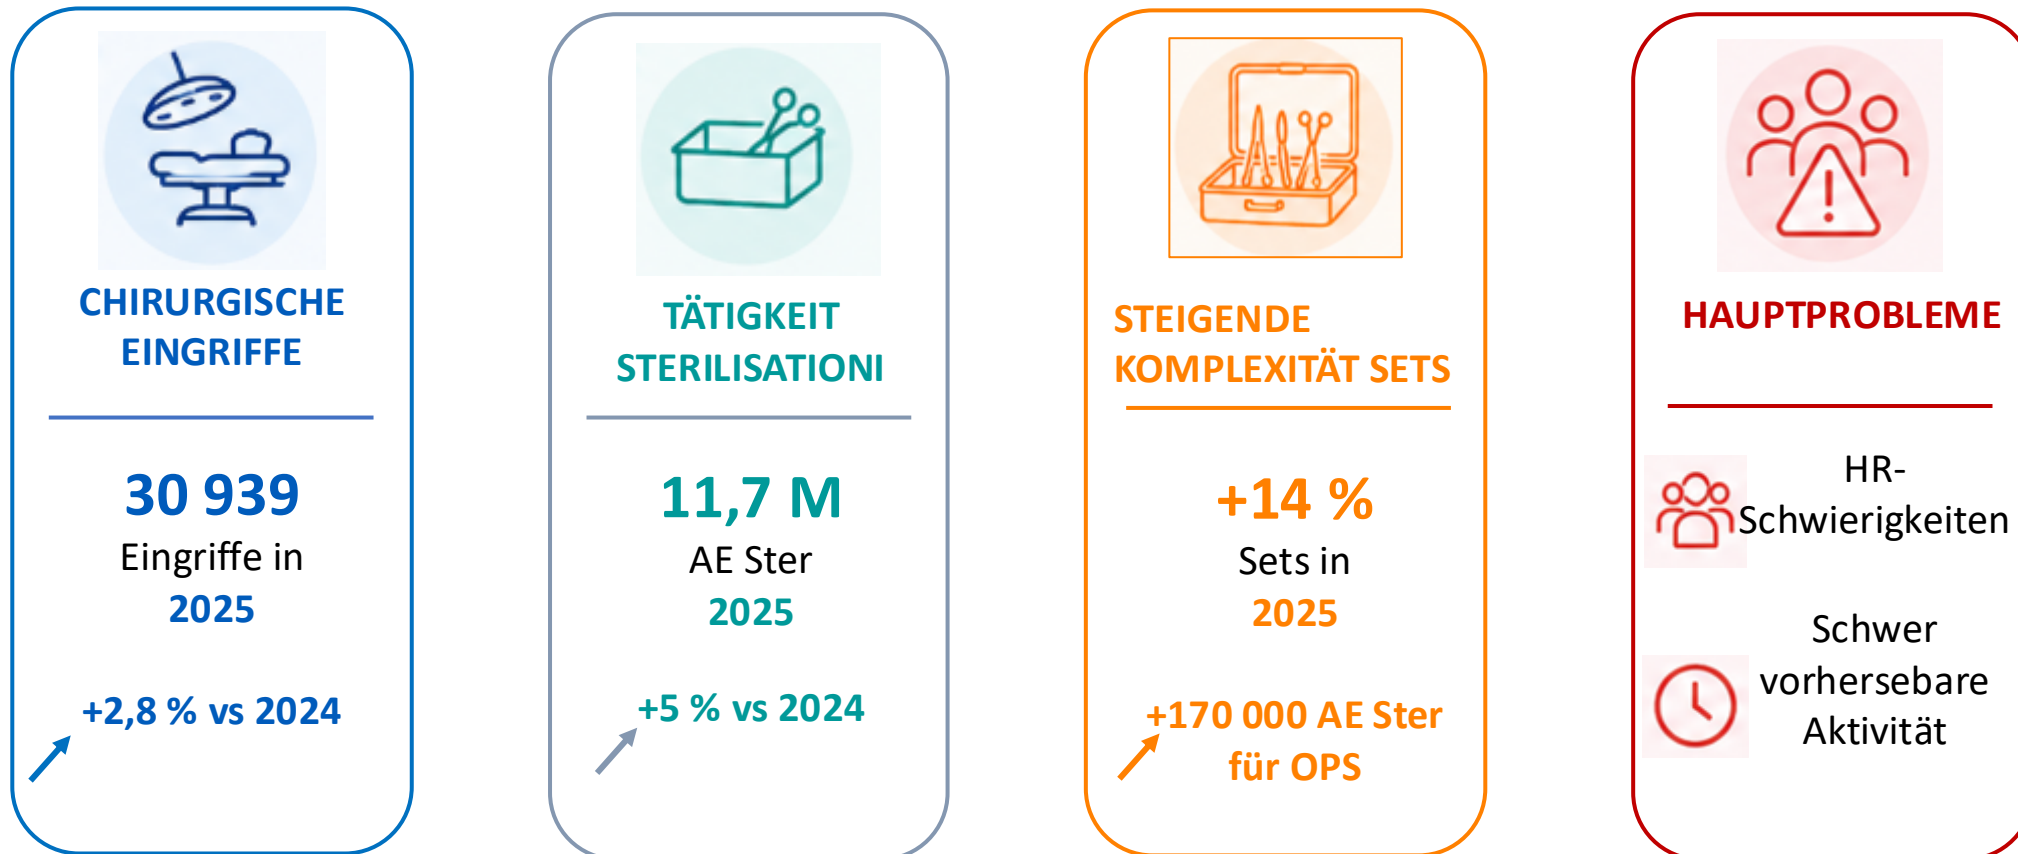 CHIRURGISCHE
EINGRIFFE
30 939
Eingriffe in
2025
+2,8 % vs 2024
TÄTIGKEIT
STERILISATIONI
11,7 M
AE Ster
2025
+5 % vs 2024
STEIGENDE
KOMPLEXITÄT SETS
+14 %
Sets in
2025
+170 000 AE Ster
für OPS
HAUPTPROBLEME
HR-
Schwierigkeiten
Schwer
vorhersebare
Aktivität